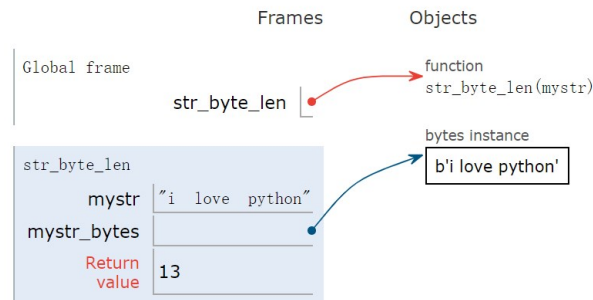 Frames Objects
Global frame
function
str_byte_len(mystr)
str_byte_len
bytes instance
b'i love python'
str_byte_len
mystr "i love python"
mystr_bytes
Return
value 13